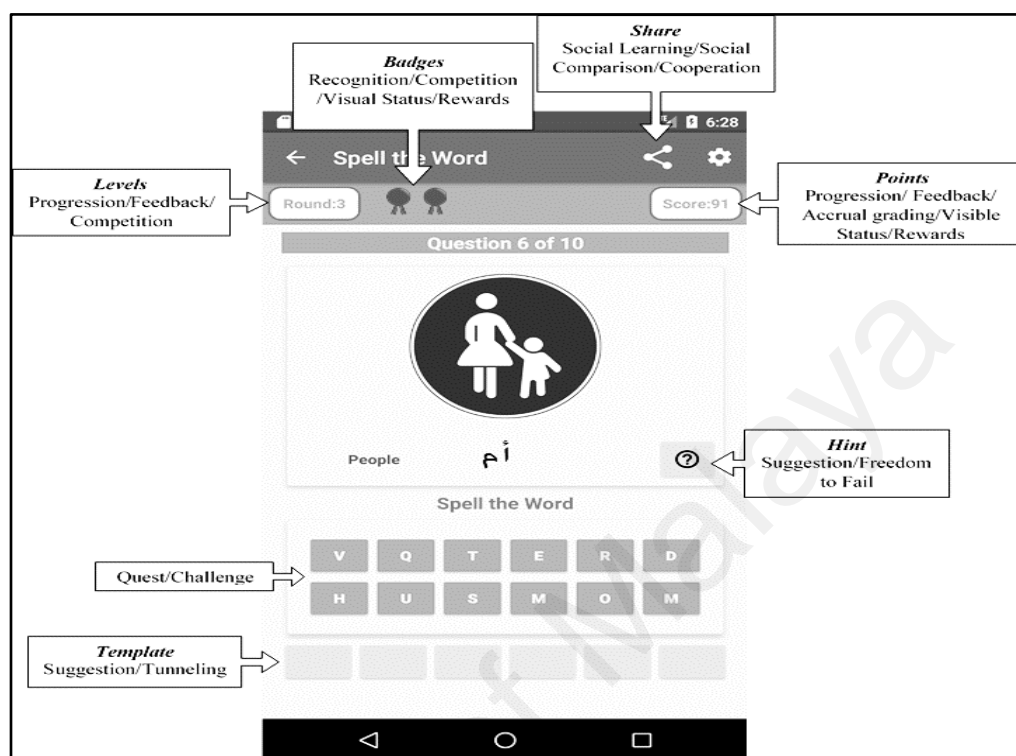 Share
Social Learning/Social
Comparison/Cooperation
Badges
Recognition/Competition
/Visual Status/Rewards
6:28
Spell the Word
Levels
Progression/Feedback/
Competition
Round:3
Score:91
Points
Progression/ Feedback/
Accrual grading/Visible
Status/Rewards
Question 6 of 10
People
أم
Hint
Suggestion/Freedom
to Fail
Spell the Word
V Q T E R D
Quest/Challenge
H U S M O M
Template
Suggestion/Tunneling
of Malaya